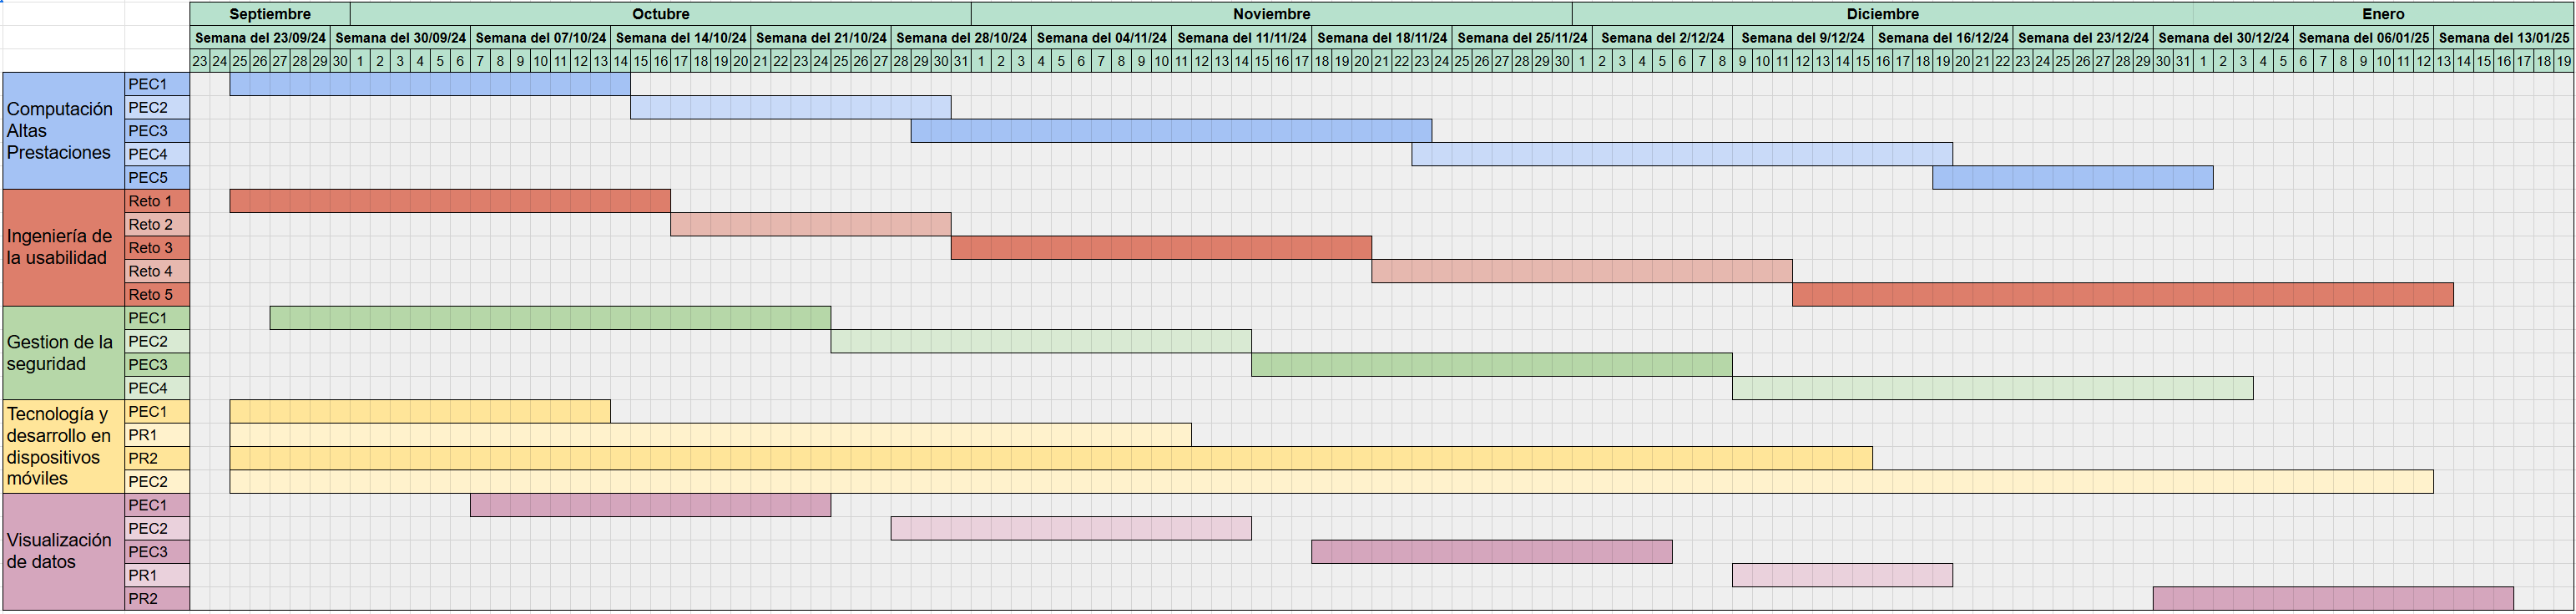 Septiembre Octubre Noviembre Diciembre Enero
Semana del 23/09/24 Semana del 30/09/24 Semana del 07/10/24 Semana del 14/10/24 Semana del 21/10/24 Semana del 28/10/24 Semana del 04/11/24 Semana del 11/11/24 Semana del 18/11/24 Semana del 25/11/24 Semana del 2/12/24 Semana del 9/12/24 Semana del 16/12/24 Semana del 23/12/24 Semana del 30/12/24 Semana del 06/01/25 Semana del 13/01/25
23 24 25 26 27 28 29 30 1 2 3 4 5 6 7 8 9 10 11 12 13 14 15 16 17 18 19 20 21 22 23 24 25 26 27 28 29 30 31 1 2 3 4 5 6 7 8 9 10 11 12 13 14 15 16 17 18 19 20 21 22 23 24 25 26 27 28 29 30 1 2 3 4 5 6 7 8 9 10 11 12 13 14 15 16 17 18 19 20 21 22 23 24 25 26 27 28 29 30 31 1 2 3 4 5 6 7 8 9 10 11 12 13 14 15 16 17 18 19
Computación
Altas
Prestaciones
PEC1
PEC2
PEC3
PEC4
PEC5
Ingeniería de
la usabilidad
Reto 1
Reto 2
Reto 3
Reto 4
Reto 5
Gestion de la
seguridad
PEC1
PEC2
PEC3
PEC4
Tecnología y
desarrollo en
dispositivos
móviles
PEC1
PR1
PR2
PEC2
Visualización
de datos
PEC1
PEC2
PEC3
PR1
PR2